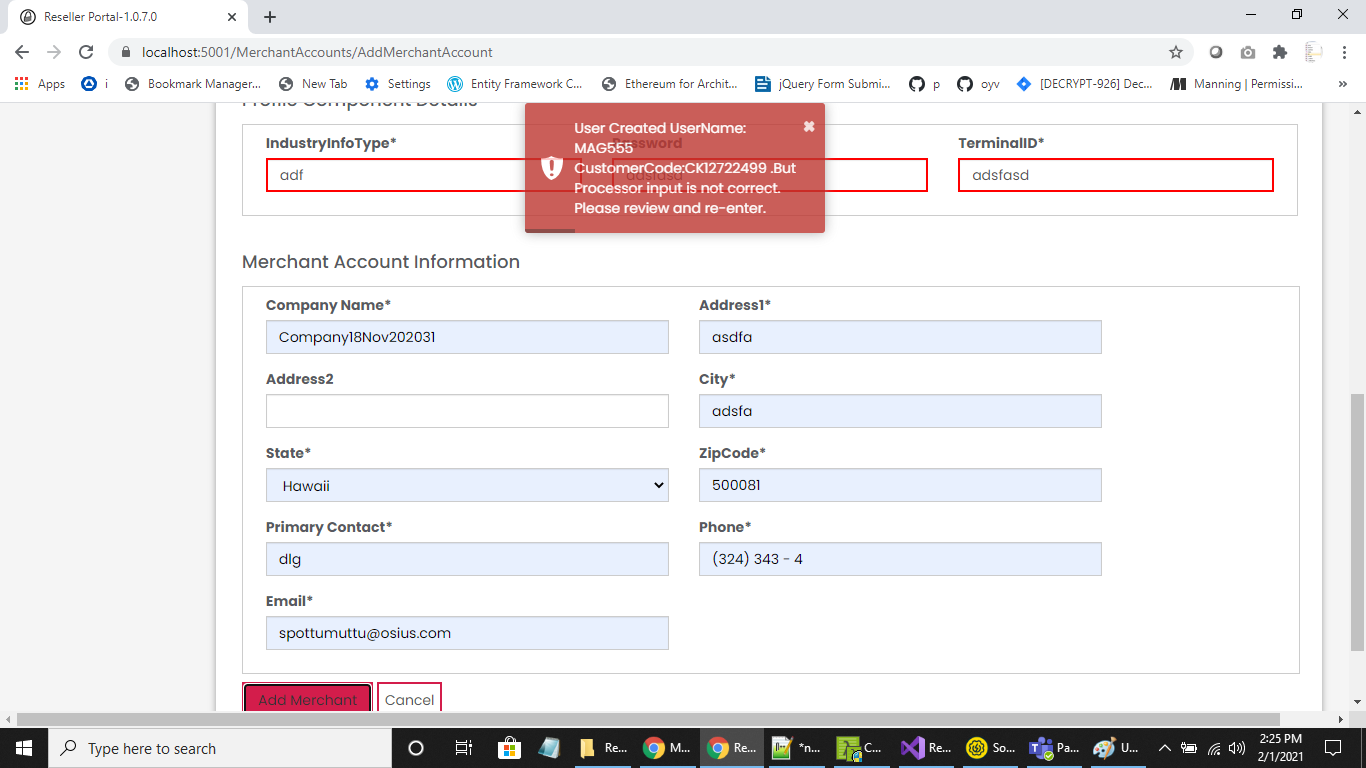 Reseller Portal-1.0.7.0
localhost:5001/MerchantAccounts/AddMerchantAccount
Apps i Bookmark Manager... New Tab Settings Entity Framework C... Ethereum for Archit... jQuery Form Submi... p oyv [DECRYPT-926] Dec... Manning | Permissi... »
Profile Component Details
IndustryInfoType* Password TerminalID*
adf adsfasd adsfasd
User Created UserName:
MAG555
CustomerCode:CK12722499 .But
Processor input is not correct.
Please review and re-enter.
Merchant Account Information
Company Name* Address1*
Company18Nov202031 asdfa
Address2 City*
adsfa
State* ZipCode*
Hawaii 500081
Primary Contact* Phone*
dlg (324) 343 - 4
Email*
spottumuttu@osius.com
Add Merchant Cancel
Type here to search Re... M... Re... *n... C... Re... So... Pa... U... 2:25 PM
2/1/2021